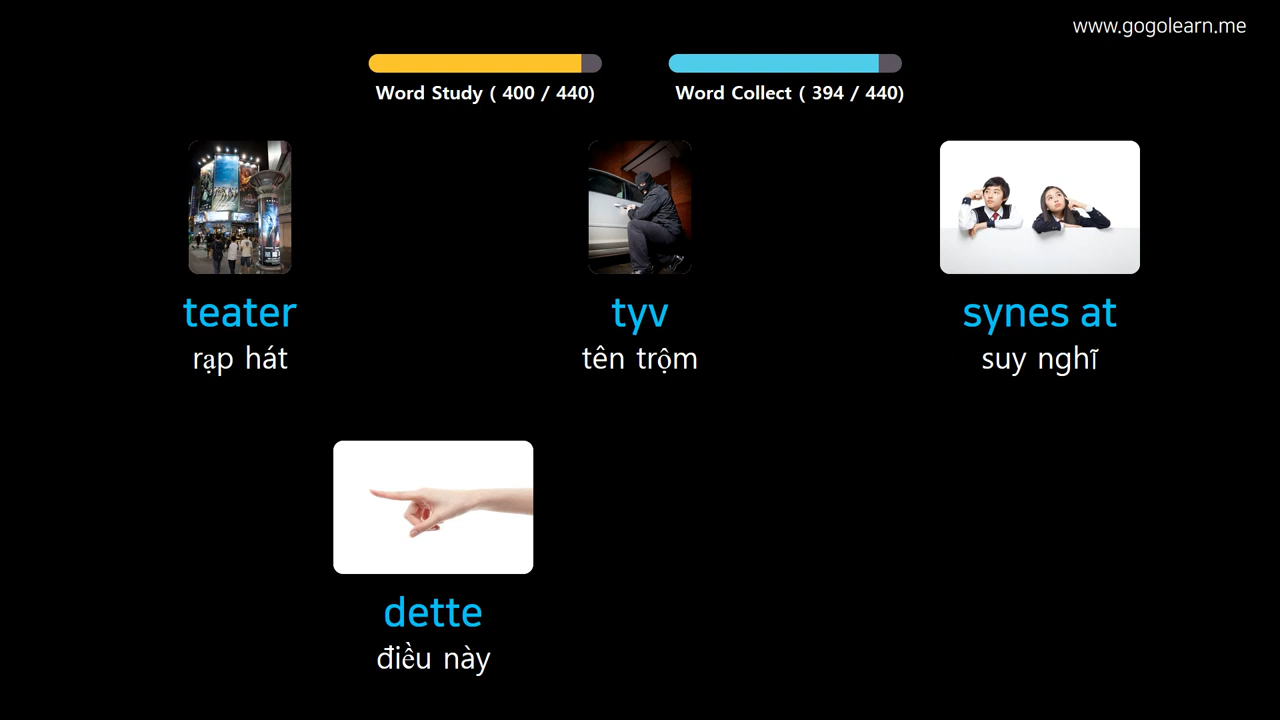 www.gogolearn.me
Word Study ( 400 / 440)
Word Collect ( 394 / 440)
teater
rạp hát
tyv
tên trộm
synes at
suy nghĩ
dette
điều này